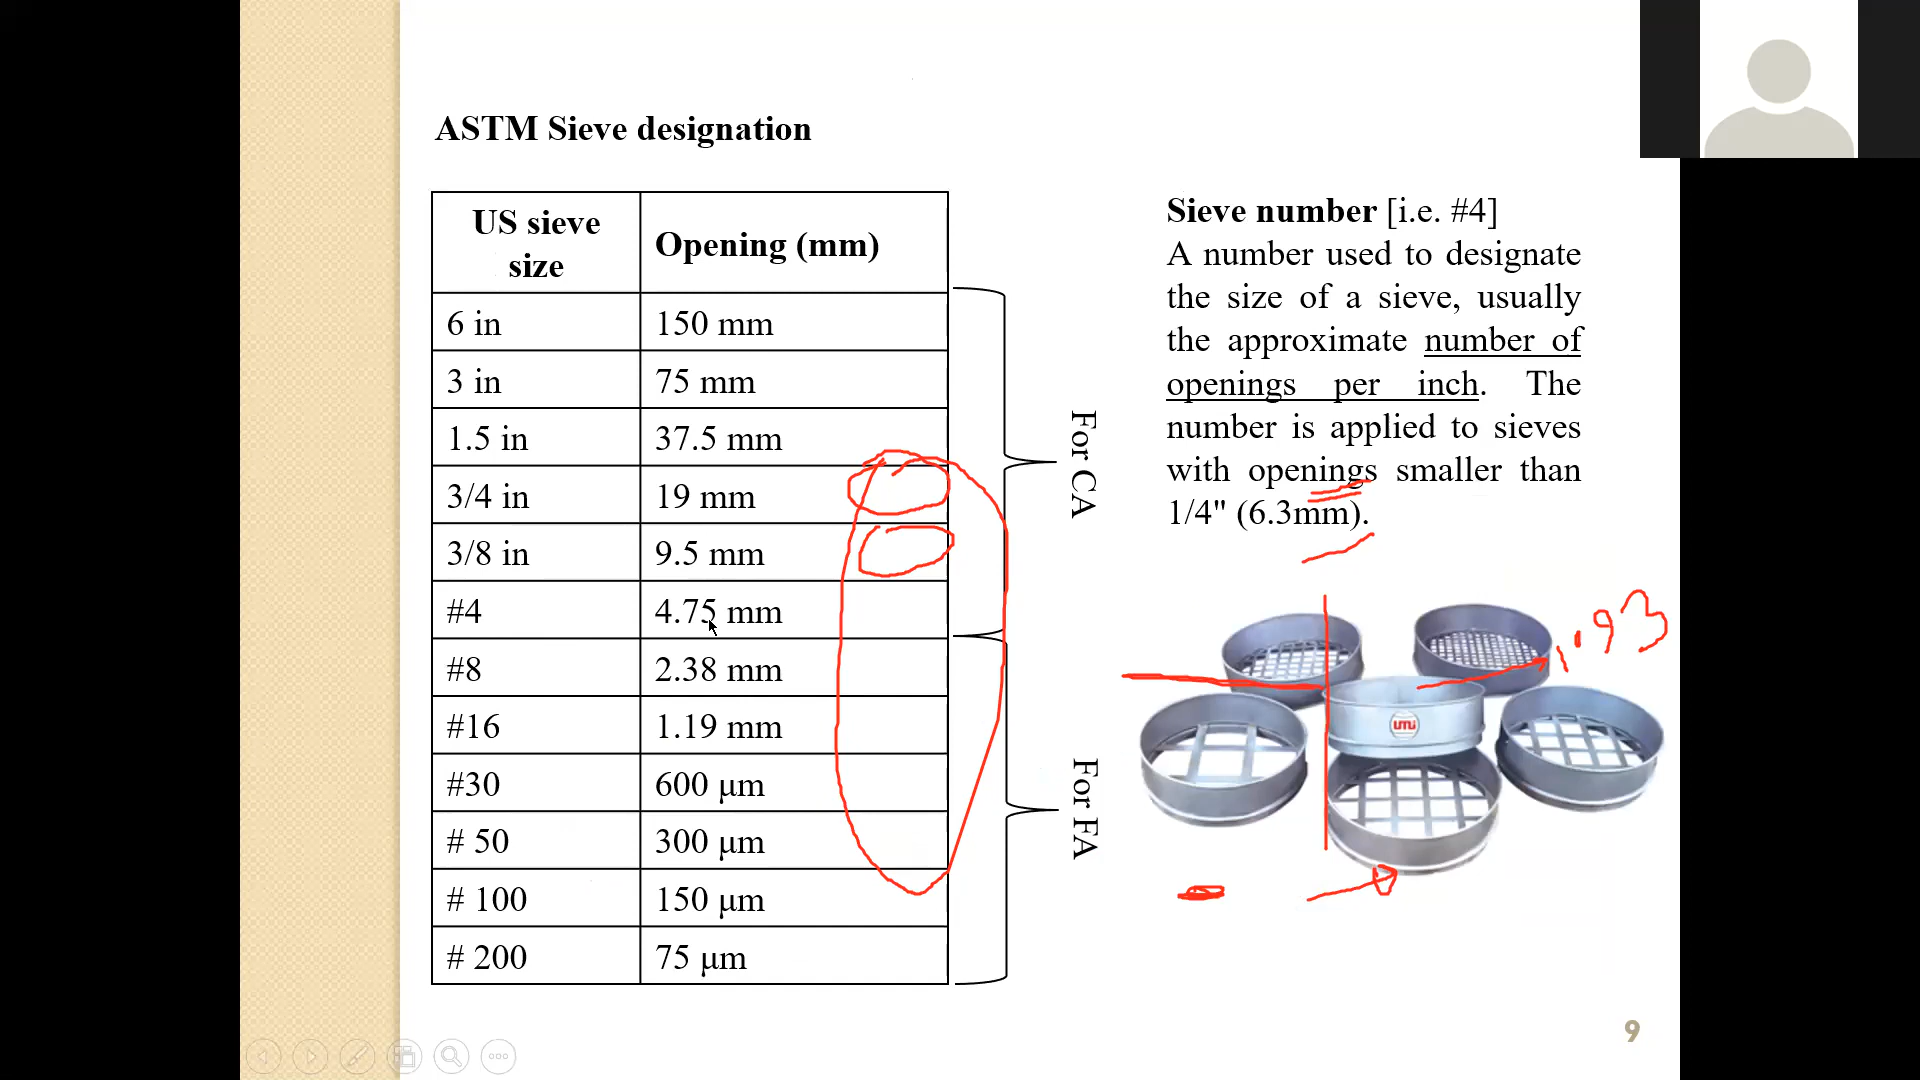 ASTM Sieve designation
US sieve size | Opening (mm)
6 in | 150 mm
3 in | 75 mm
1.5 in | 37.5 mm
3/4 in | 19 mm
3/8 in | 9.5 mm
#4 | 4.75 mm
#8 | 2.38 mm
#16 | 1.19 mm
#30 | 600 μm
# 50 | 300 μm
# 100 | 150 μm
# 200 | 75 μm
For CA
For FA
Sieve number [i.e. #4]
A number used to designate
the size of a sieve, usually
the approximate number of
openings per inch. The
number is applied to sieves
with openings smaller than
1/4" (6.3mm).
9